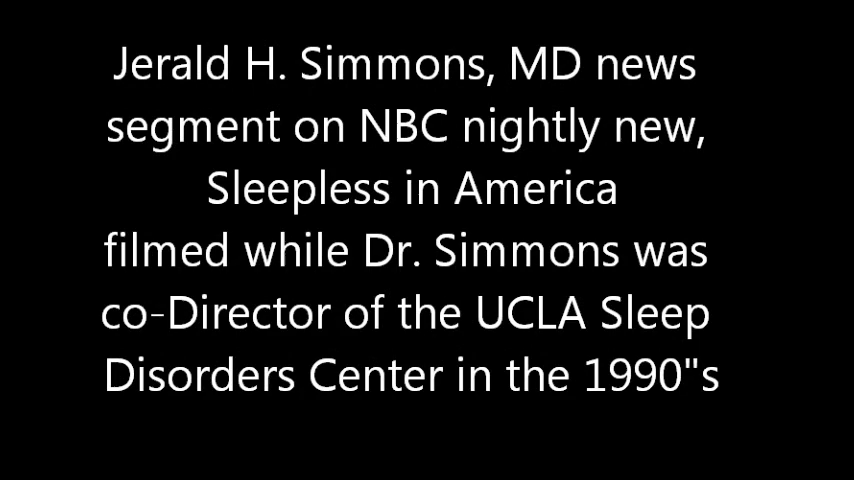 Jerald H. Simmons, MD news
segment on NBC nightly new,
Sleepless in America
filmed while Dr. Simmons was
co-Director of the UCLA Sleep
Disorders Center in the 1990"s